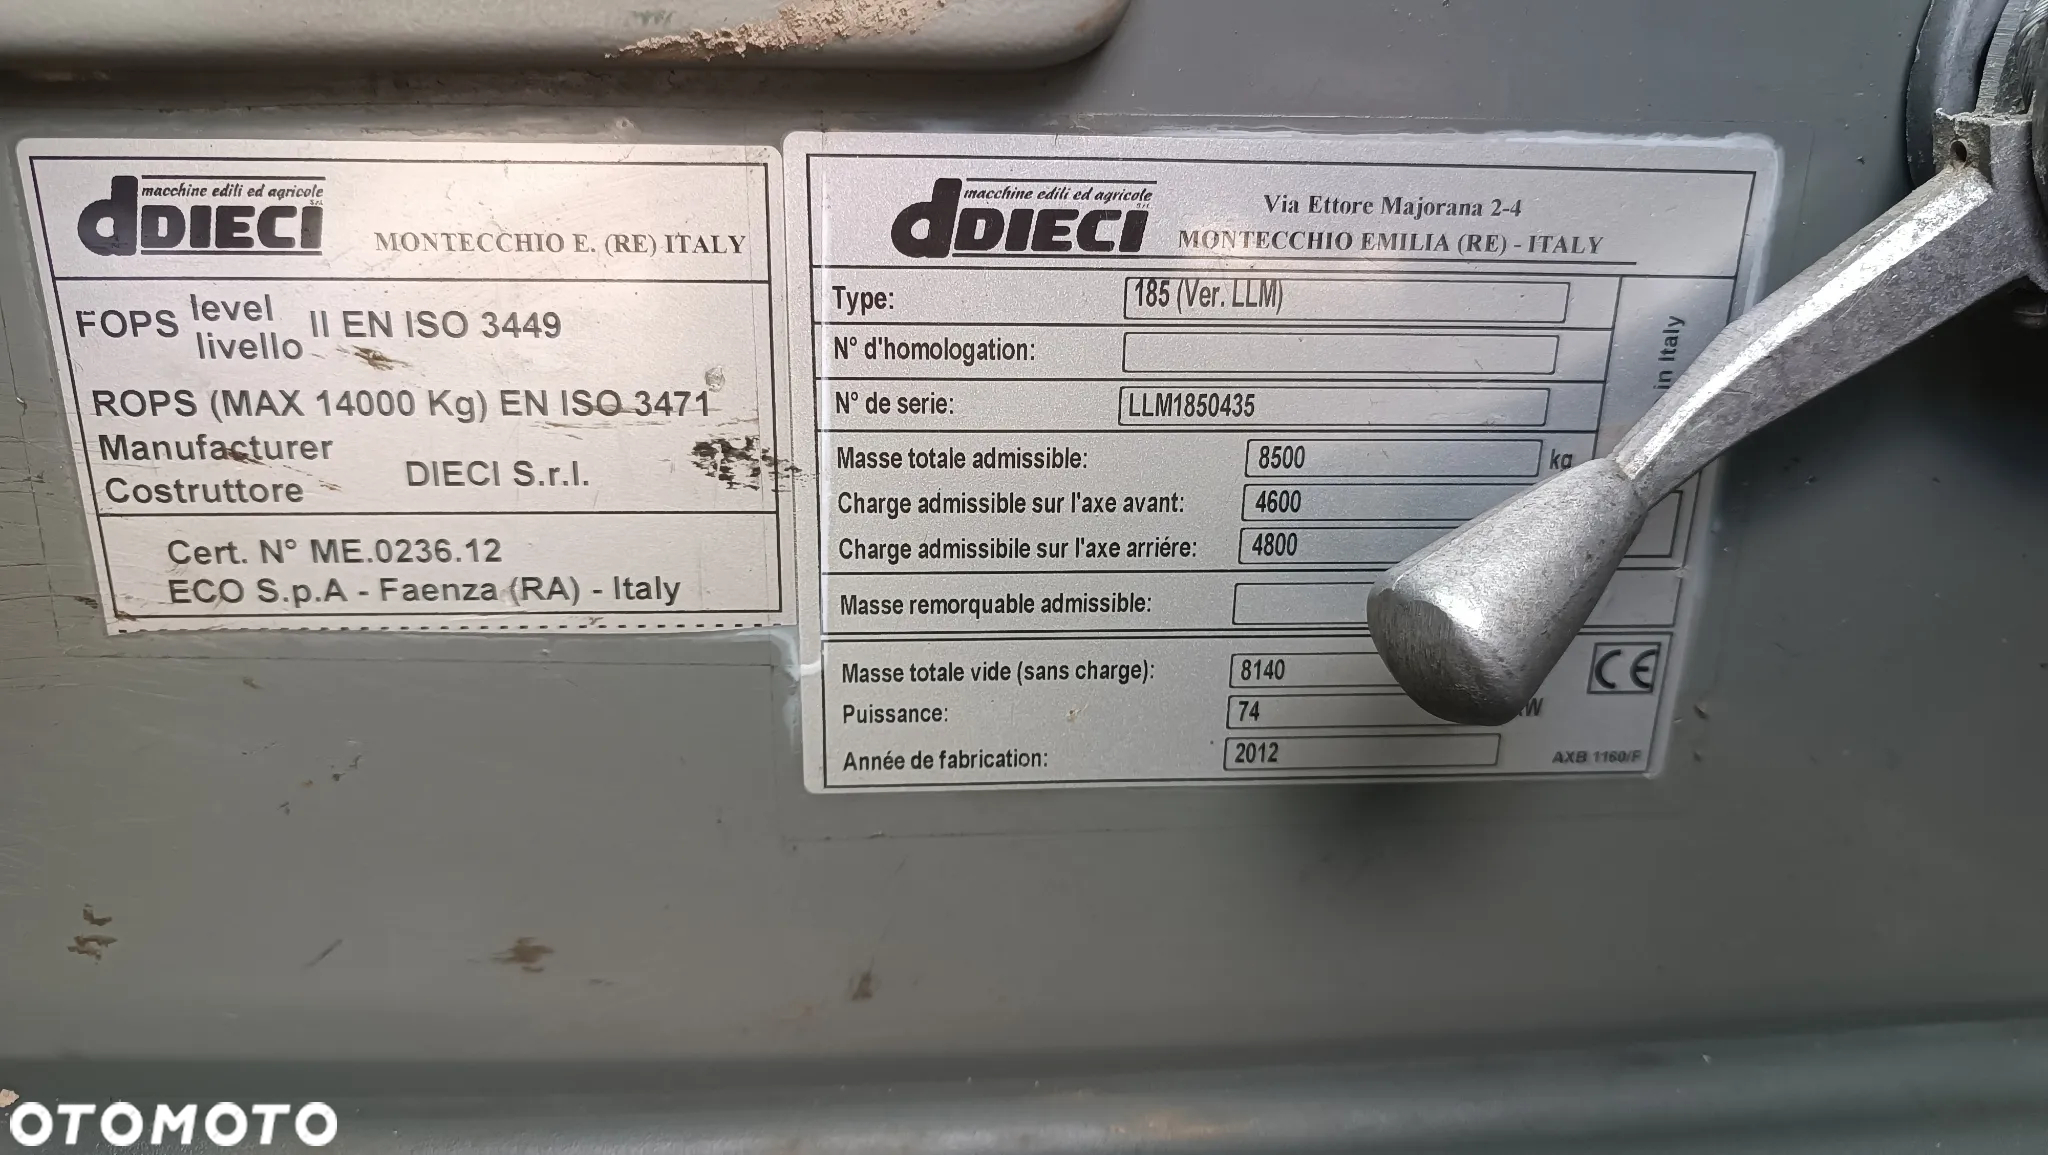 macchine edili ed agricole
dDIECI S.r.L
MONTECCHIO E. (RE) ITALY
FOPS level livello II EN ISO 3449
ROPS (MAX 14000 Kg) EN ISO 3471
Manufacturer
Costruttore
DIECI S.r.l.
Cert. N° ME.0236.12
ECO S.p.A - Faenza (RA) - Italy
macchine edili ed agricole
dDIECI S.r.L
Via Ettore Majorana 2-4
MONTECCHIO EMILIA (RE) - ITALY
Type: 185 (Ver. LLM)
N° d'homologation:
N° de serie: LLM1850435
Masse totale admissible: 8500 kg
Charge admissible sur l'axe avant: 4600
Charge admissibile sur l'axe arriére: 4800
Masse remorquable admissible:
Masse totale vide (sans charge): 8140
Puissance: 74 kW
Année de fabrication: 2012
in Italy
CE
AXB 1160/F
OTOMOTO